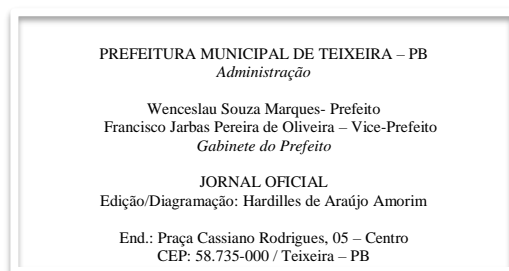 PREFEITURA MUNICIPAL DE TEIXEIRA – PB
Administração
Wenceslau Souza Marques- Prefeito
Francisco Jarbas Pereira de Oliveira – Vice-Prefeito
Gabinete do Prefeito
JORNAL OFICIAL
Edição/Diagramação: Hardilles de Araújo Amorim
End.: Praça Cassiano Rodrigues, 05 – Centro
CEP: 58.735-000 / Teixeira – PB